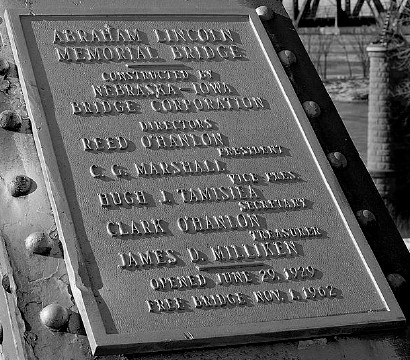 ABRAHAM LINCOLN
MEMORIAL BRIDGE
CONSTRUCTED BY
NEBRASKA-IOWA
BRIDGE CORPORATION
DIRECTORS
REED O'HANLON
PRESIDENT
C. C. MARSHALL
VICE PRES.
HUGH J. TAMISIEA
SECRETARY
CLARK O'HANLON
TREASURER
JAMES D. MILLIKEN
OPENED JUNE 29, 1929
FREE BRIDGE NOV. 1, 1962